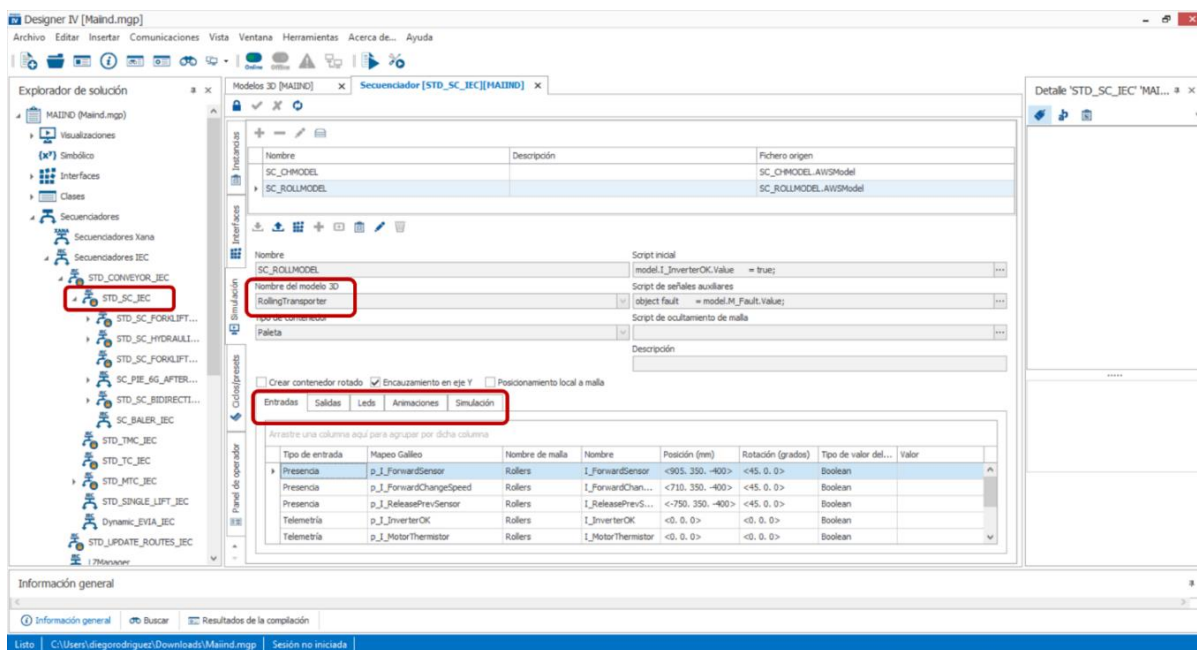 Designer IV [Maiind.mgp]
Archivo Editar Insertar Comunicaciones Vista Ventana Herramientas Acerca de... Ayuda
Online Offline
Explorador de solución
MAIIND (Maiind.mgp)
Visualizaciones
Simbólico
Interfaces
Clases
Secuenciadores
Secuenciadores Xana
Secuenciadores IEC
STD_CONVEYOR_IEC
STD_SC_IEC
STD_SC_FORKLIFT...
STD_SC_HYDRAULI...
STD_SC_FORKLIFT...
SC_PIE_6G_AFTER...
STD_SC_BIDIRECTI...
SC_BALER_IEC
STD_TMC_IEC
STD_TC_IEC
STD_MTC_IEC
STD_SINGLE_LIFT_IEC
Dynamic_EVIA_IEC
STD_UPDATE_ROUTES_IEC
LZManager
Modelos 3D [MAIIND] Secuenciador [STD_SC_IEC][MAIIND]
Instancias
Interfaces
Simulación
Ciclos/presets
Panel de operador
Nombre Descripción Fichero origen
SC_CHMODEL SC_CHMODEL.AWSModel
SC_ROLLMODEL SC_ROLLMODEL.AWSModel
Nombre Script inicial
SC_ROLLMODEL model.I_InverterOK.Value = true;
Nombre del modelo 3D Script de señales auxiliares
RollingTransporter object fault = model.M_Fault.Value;
Tipo de contenedor Script de ocultamiento de malla
Paleta
Descripción
Crear contenedor rotado Encauzamiento en eje Y Posicionamiento local a malla
Entradas Salidas Leds Animaciones Simulación
Arrastre una columna aquí para agrupar por dicha columna
Tipo de entrada Mapeo Galileo Nombre de malla Nombre Posición (mm) Rotación (grados) Tipo de valor del... Valor
Presencia p_I_ForwardSensor Rollers I_ForwardSensor <905. 350. -400> <45. 0. 0> Boolean
Presencia p_I_ForwardChangeSpeed Rollers I_ForwardChan... <710. 350. -400> <45. 0. 0> Boolean
Presencia p_I_ReleasePrevSensor Rollers I_ReleasePrevS... <-750. 350. -400> <45. 0. 0> Boolean
Telemetría p_I_InverterOK Rollers I_InverterOK <0. 0. 0> <0. 0. 0> Boolean
Telemetría p_I_MotorThermistor Rollers I_MotorThermistor <0. 0. 0> <0. 0. 0> Boolean
Detalle 'STD_SC_IEC' 'MAI...
Información general
Información general Buscar Resultados de la compilación
Listo C:\Users\diegorodriguez\Downloads\Maiind.mgp Sesión no iniciada